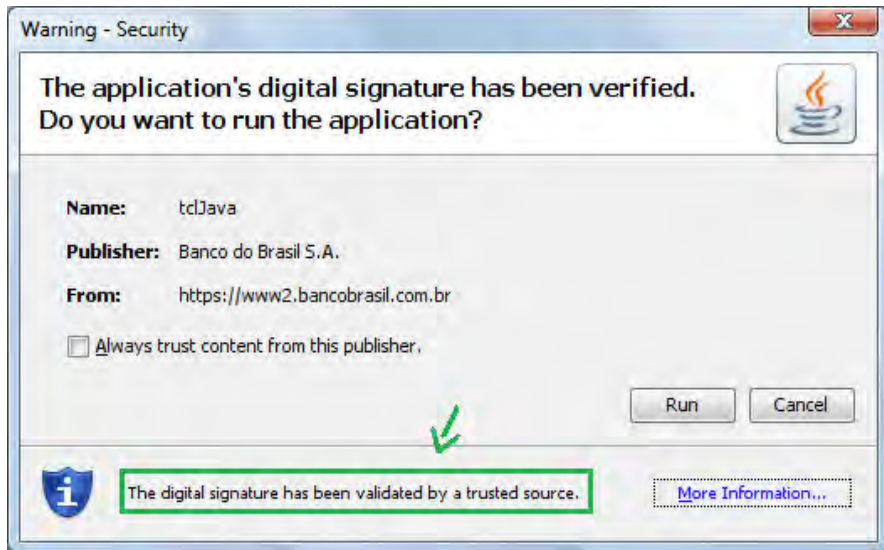 Warning - Security
The application's digital signature has been verified.
Do you want to run the application?
Name: tclJava
Publisher: Banco do Brasil S.A.
From: https://www2.bancobrasil.com.br
Always trust content from this publisher.
Run Cancel
The digital signature has been validated by a trusted source. More Information...